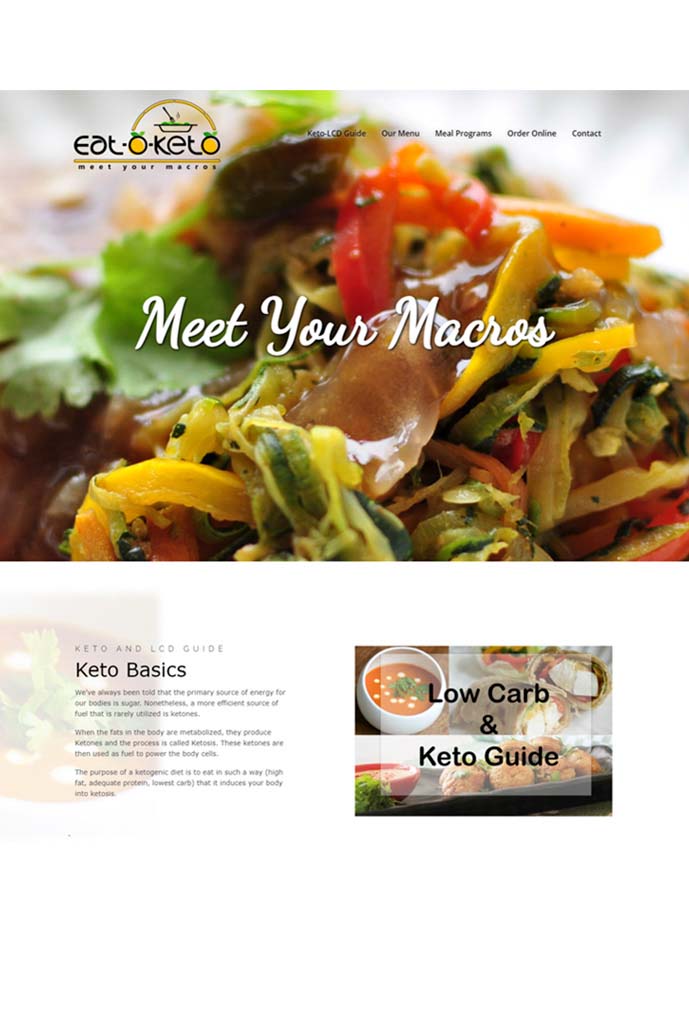 Eat-O-Keto
meet your macros
Keto-LCD Guide Our Menu Meal Programs Order Online Contact
Meet Your Macros
KETO AND LCD GUIDE
Keto Basics
We've always been told that the primary source of energy for
our bodies is sugar. Nonetheless, a more efficient source of
fuel that is rarely utilized is ketones.
When the fats in the body are metabolized, they produce
Ketones and the process is called Ketosis. These ketones are
then used as fuel to power the body cells.
The purpose of a ketogenic diet is to eat in such a way (high
fat, adequate protein, lowest carb) that it induces your body
into ketosis.
Low Carb
&
Keto Guide